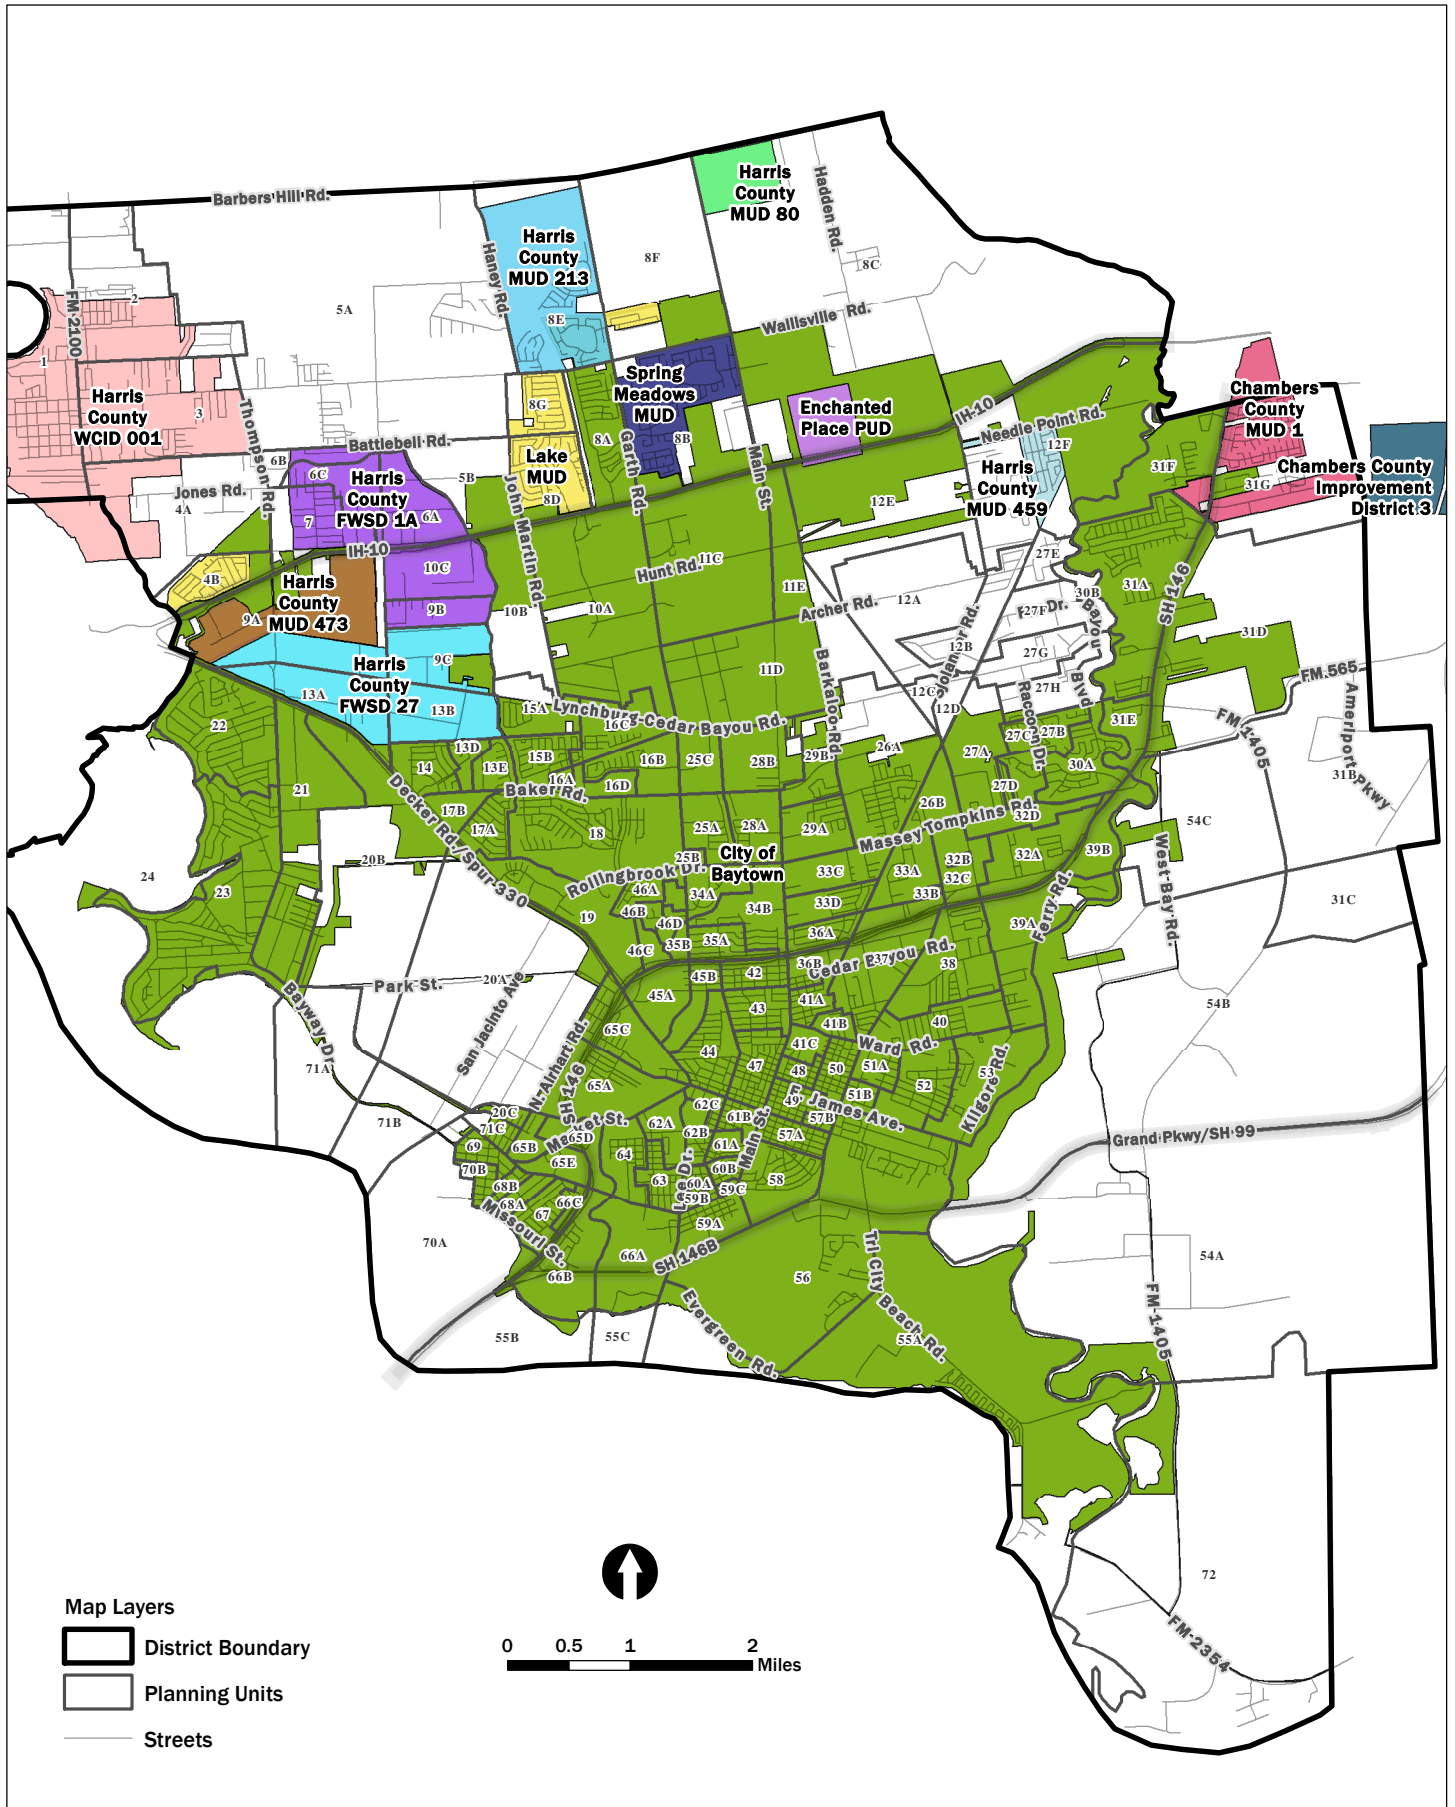 Barbers Hill Rd.
Harris
County
MUD 80
Hadden Rd.
Harris
County
MUD 213
Haney Rd.
8F
8C
2
5A
FM 2100
8E
Wallisville Rd.
1
Harris
County
WCID 001
3
Thompson Rd.
8G
Spring
Meadows
MUD
8A
8B
Garth Rd.
Enchanted
Place PUD
IH-10
Needle Point Rd.
12F
Chambers
County
MUD 1
Battlebell Rd.
6B
6C
Harris
County
FWSD 1A
5B
Lake
MUD
8D
John Martin Rd.
Main St.
Harris
County
MUD 459
31F
31G
Chambers County
Improvement
District 3
Jones Rd.
4A
7
6A
IH-10
12E
4B
10C
Hunt Rd.
11C
27E
Harris
County
MUD 473
9A
9B
10B
10A
11E
Archer Rd.
12A
30B
31A
SH 146
27F
Dr.
Bayou
Blvd
12B
27G
31D
9C
Harris
County
FWSD 27
11D
Barkaloo Rd.
12C
27H
FM 565
13A
13B
15A
Lynchburg-Cedar Bayou Rd.
16C
12D
Raccoon Dr.
31E
FM 1405
Ameriport Pkwy
22
13D
14
13E
15B
16B
25C
28B
29B
26A
27A
27C
27B
30A
31B
21
16A
Baker Rd.
16D
27D
Decker Rd./Spur 330
17B
17A
18
25A
28A
29A
26B
Massey Tompkins Rd.
32D
54C
City of
Baytown
20B
25B
Rollingbrook Dr.
33C
33A
32B
32A
39B
24
23
46A
34A
32C
33B
West Bay Rd.
19
46B
34B
33D
31C
46D
46C
35B
35A
36A
39A
Ferry Rd.
36B
Cedar Bayou Rd.
37
38
Park St.
20A
San Jacinto Ave
45B
42
45A
41A
54B
Bayway Dr.
65C
43
41B
40
N. Airhart Rd.
44
41C
Ward Rd.
71A
47
48
50
51A
52
53
Kilgore Rd.
SH 146
65A
49
James Ave.
51B
20C
71C
71B
Market St.
65D
62A
62C
61B
57B
Grand Pkwy/SH 99
69
65B
62B
61A
57A
Main St.
65E
64
70B
60B
58
63
68B
60A
59C
59B
68A
66C
67
Missouri St.
59A
70A
66A
SH 146B
66B
56
Tri City Beach Rd.
54A
55B
55C
Evergreen Rd.
55A
FM 1405
72
FM 2354
Map Layers
District Boundary
Planning Units
Streets
0 0.5 1 2
Miles